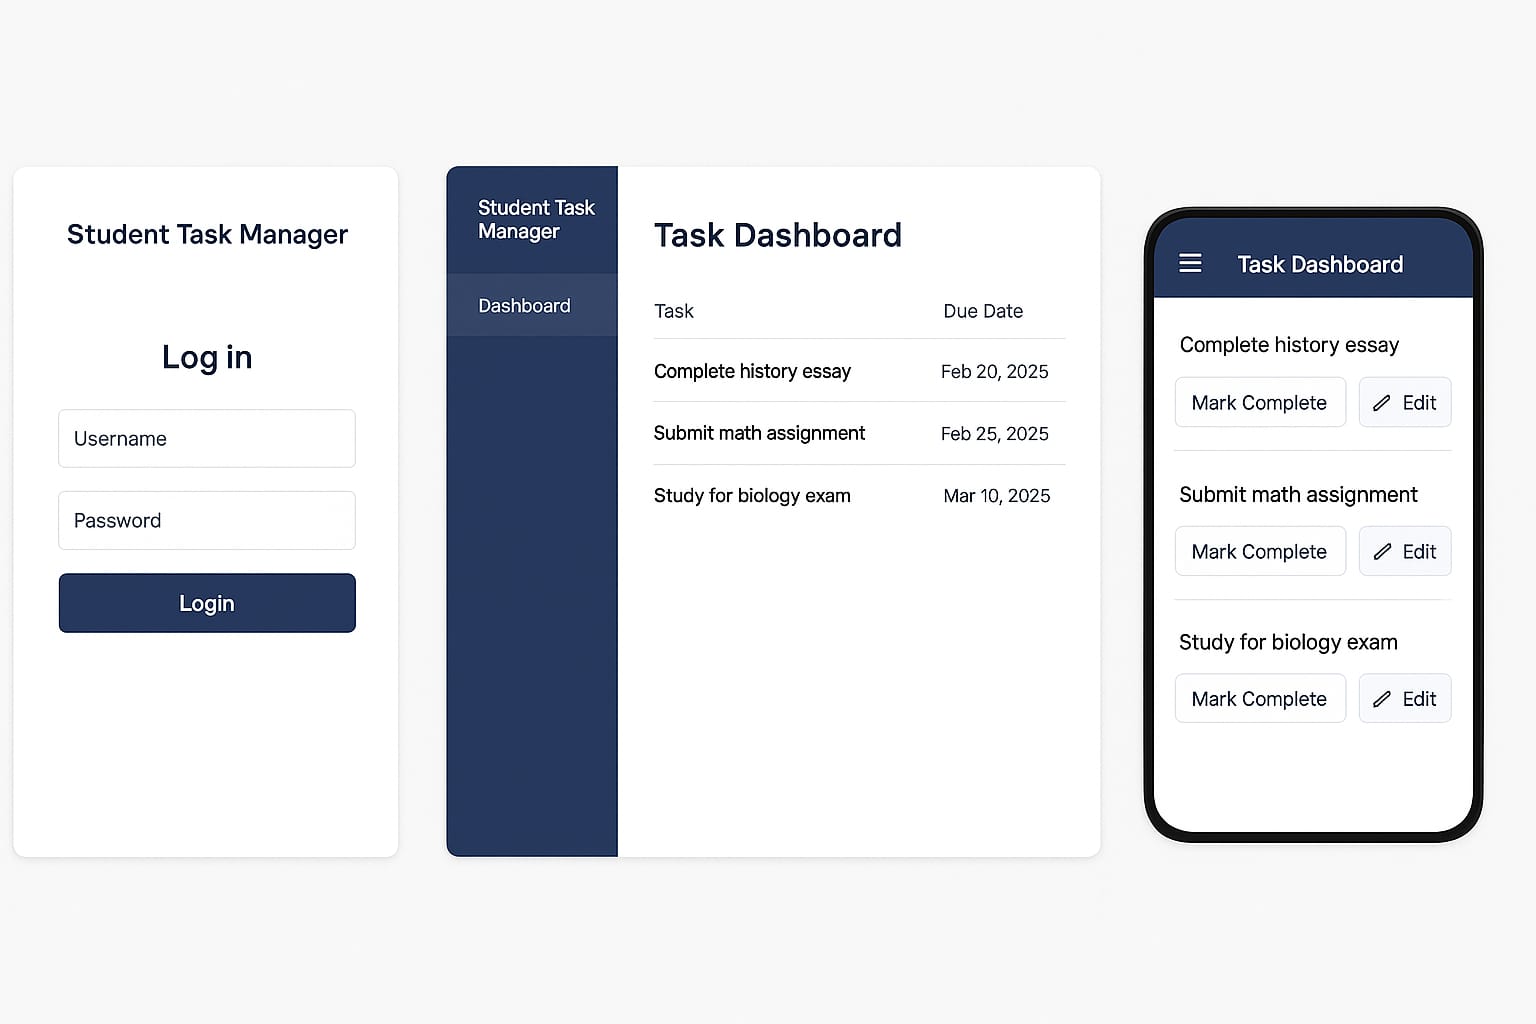 Student Task Manager
Log in
Username
Password
Login
Student Task
Manager
Dashboard
Task Dashboard
Task Due Date
Complete history essay Feb 20, 2025
Submit math assignment Feb 25, 2025
Study for biology exam Mar 10, 2025
Task Dashboard
Complete history essay
Mark Complete Edit
Submit math assignment
Mark Complete Edit
Study for biology exam
Mark Complete Edit